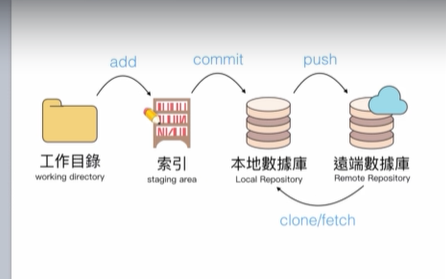 add
commit
push
工作目錄
working directory
索引
staging area
本地數據庫
Local Repository
遠端數據庫
Remote Repository
clone/fetch